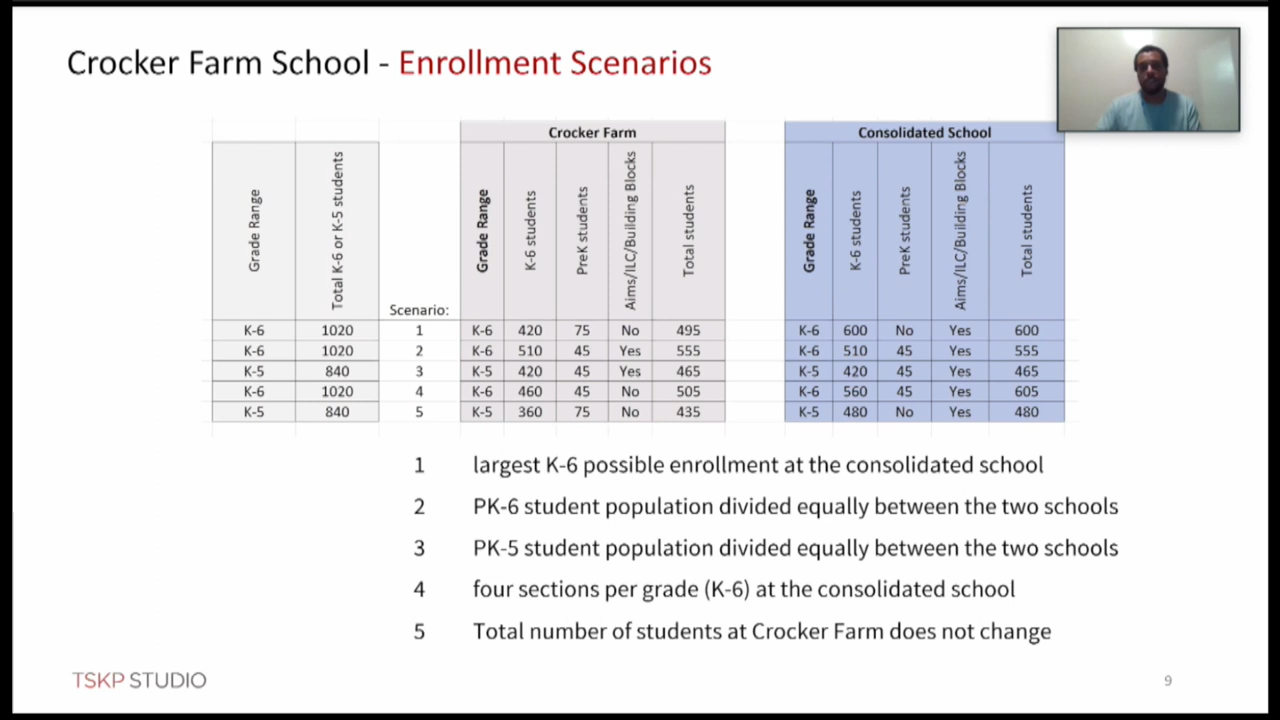 Crocker Farm School - Enrollment Scenarios
Crocker Farm Consolidated School
Grade Range Total K-6 or K-5 students Scenario: Grade Range K-6 students PreK students Aims/ILC/Building Blocks Total students Grade Range K-6 students PreK students Aims/ILC/Building Blocks Total students
K-6 1020 1 K-6 420 75 No 495 K-6 600 No Yes 600
K-6 1020 2 K-6 510 45 Yes 555 K-6 510 45 Yes 555
K-5 840 3 K-5 420 45 Yes 465 K-5 420 45 Yes 465
K-6 1020 4 K-6 460 45 No 505 K-6 560 45 Yes 605
K-5 840 5 K-5 360 75 No 435 K-5 480 No Yes 480
1 largest K-6 possible enrollment at the consolidated school
2 PK-6 student population divided equally between the two schools
3 PK-5 student population divided equally between the two schools
4 four sections per grade (K-6) at the consolidated school
5 Total number of students at Crocker Farm does not change
TSKP STUDIO 9